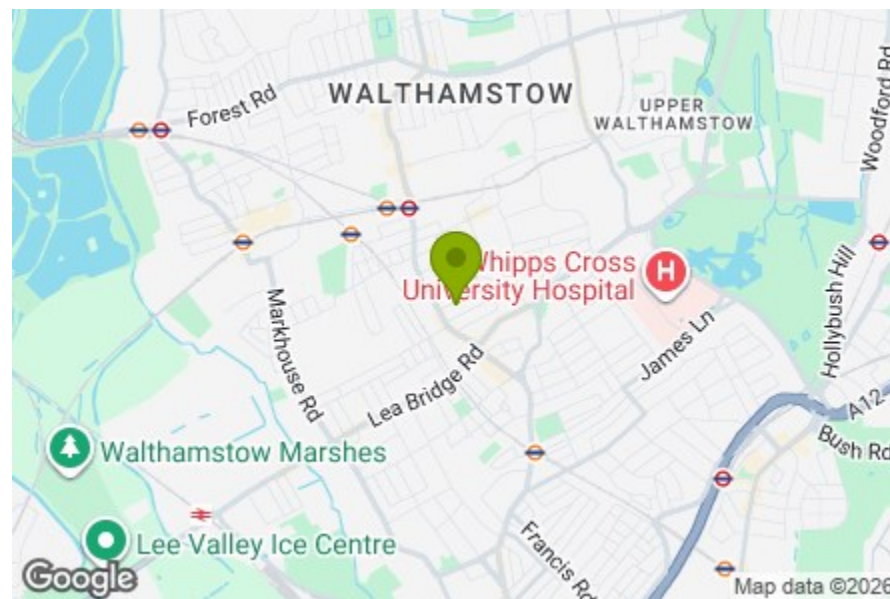 Forest Rd
WALTHAMSTOW
UPPER
WALTHAMSTOW
Woodford Rd
Whipps Cross
University Hospital
H
Hollybush Hill
Markhouse Rd
James Ln
Lea Bridge Rd
A12
Bush Rd
Walthamstow Marshes
Lee Valley Ice Centre
Francis Rd
Google
Map data ©2026